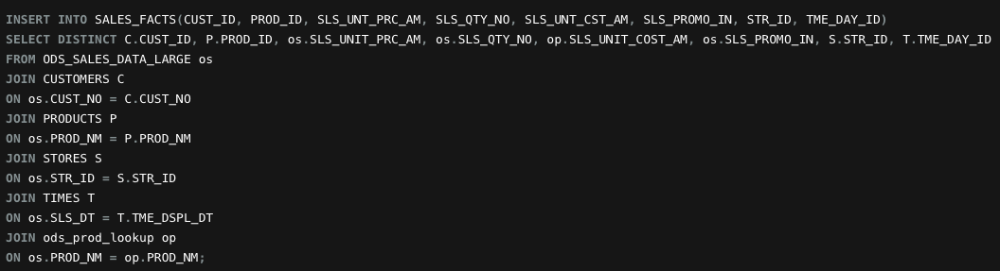 INSERT INTO SALES_FACTS(CUST_ID, PROD_ID, SLS_UNT_PRC_AM, SLS_QTY_NO, SLS_UNT_CST_AM, SLS_PROMO_IN, STR_ID, TME_DAY_ID)
SELECT DISTINCT C.CUST_ID, P.PROD_ID, os.SLS_UNIT_PRC_AM, os.SLS_QTY_NO, op.SLS_UNIT_COST_AM, os.SLS_PROMO_IN, S.STR_ID, T.TME_DAY_ID
FROM ODS_SALES_DATA_LARGE os
JOIN CUSTOMERS C
ON os.CUST_NO = C.CUST_NO
JOIN PRODUCTS P
ON os.PROD_NM = P.PROD_NM
JOIN STORES S
ON os.STR_ID = S.STR_ID
JOIN TIMES T
ON os.SLS_DT = T.TME_DSPL_DT
JOIN ods_prod_lookup op
ON os.PROD_NM = op.PROD_NM;